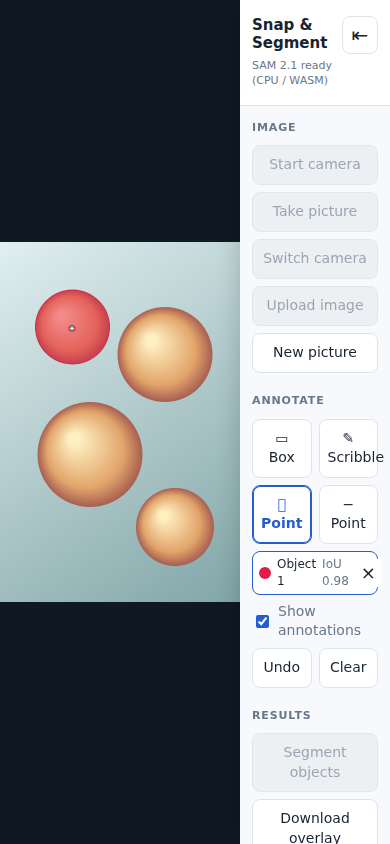 Snap &
Segment
SAM 2.1 ready
(CPU / WASM)
IMAGE
Start camera
Take picture
Switch camera
Upload image
New picture
ANNOTATE
Box
Scribble
Point
− Point
Object 1
IoU 0.98
×
Show annotations
Undo
Clear
RESULTS
Segment objects
Download overlay